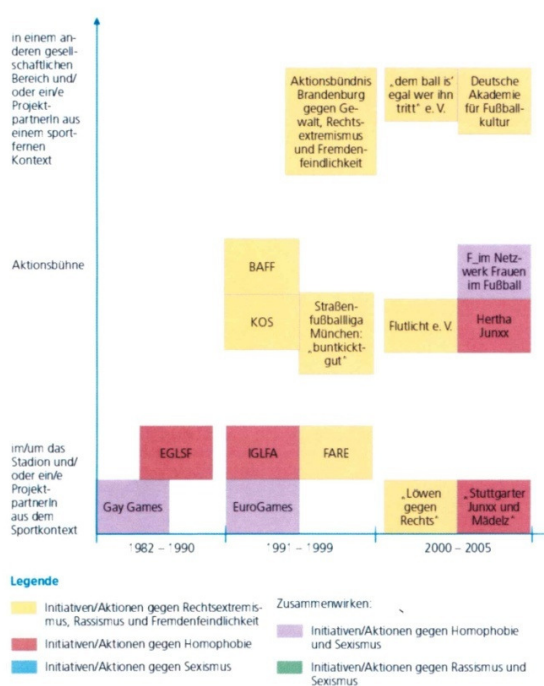 in einem an-
deren gesell-
schaftlichen
Bereich und/
oder ein/e
Projekt-
partnerIn aus
einem sport-
fernen
Kontext
Aktionsbündnis
Brandenburg
gegen Ge-
walt, Rechts-
extremismus
und Fremden-
feindlichkeit
„dem ball is'
egal wer ihn
tritt" e. V.
Deutsche
Akademie
für Fußball-
kultur
Aktionsbühne
BAFF
F_in Netz-
werk Frauen
im Fußball
KOS
Straßen-
fußballliga
München:
„buntkickt-
gut"
Flutlicht e. V.
Hertha
Junxx
im/um das
Stadion und/
oder ein/e
Projekt-
partnerIn
aus dem
Sportkontext
EGLSF
IGLFA
FARE
Gay Games
EuroGames
„Löwen
gegen
Rechts"
„Stuttgarter
Junxx und
Mädelz"
1982 – 1990
1991 – 1999
2000 – 2005
Legende
Initiativen/Aktionen gegen Rechtsextremis-
mus, Rassismus und Fremdenfeindlichkeit
Initiativen/Aktionen gegen Homophobie
Initiativen/Aktionen gegen Sexismus
Zusammenwirken:
Initiativen/Aktionen gegen Homophobie
und Sexismus
Initiativen/Aktionen gegen Rassismus und
Sexismus